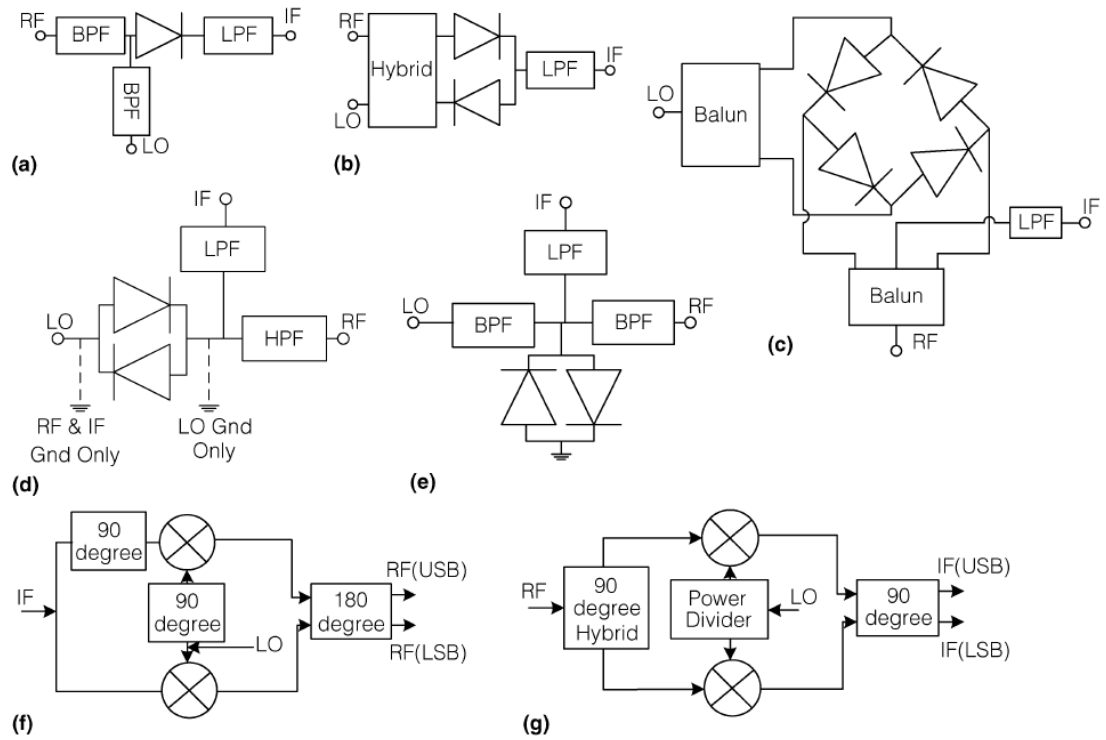 RF
BPF
LPF
IF
BPF
LO
(a)
RF
Hybrid
LO
LPF
IF
(b)
LO
Balun
LPF
IF
Balun
RF
(c)
IF
LPF
LO
HPF
RF
RF & IF
Gnd Only
LO Gnd
Only
(d)
IF
LPF
LO
BPF
BPF
RF
(e)
90
degree
IF
90
degree
LO
180
degree
RF(USB)
RF(LSB)
(f)
RF
90
degree
Hybrid
Power
Divider
LO
90
degree
IF(USB)
IF(LSB)
(g)